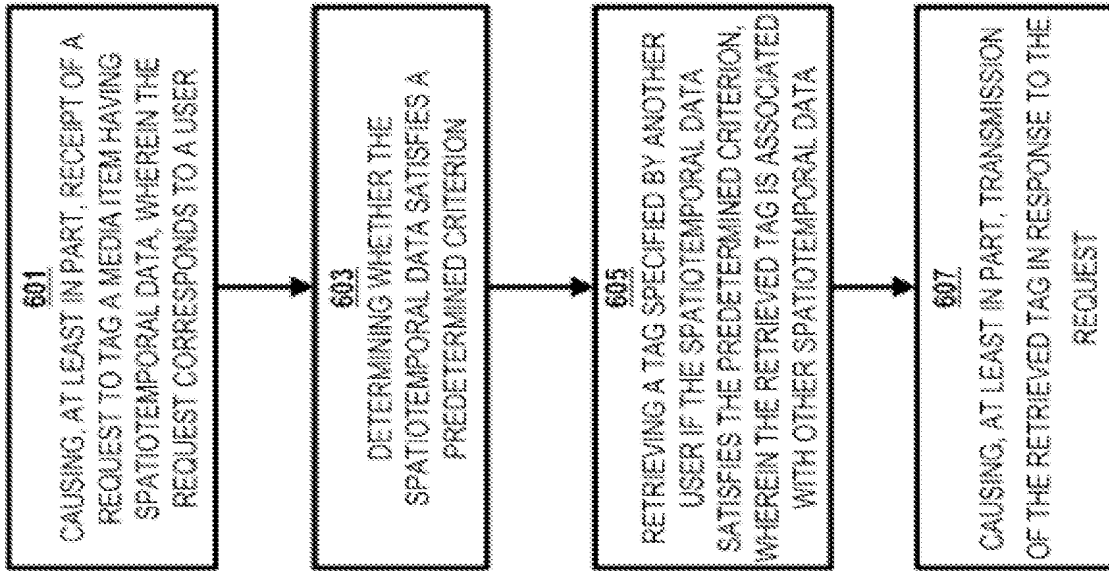 601
CAUSING, AT LEAST IN PART, RECEIPT OF A
REQUEST TO TAG A MEDIA ITEM HAVING
SPATIOTEMPORAL DATA, WHEREIN THE
REQUEST CORRESPONDS TO A USER
603
DETERMINING WHETHER THE
SPATIOTEMPORAL DATA SATISFIES A
PREDETERMINED CRITERION
605
RETRIEVING A TAG SPECIFIED BY ANOTHER
USER IF THE SPATIOTEMPORAL DATA
SATISFIES THE PREDETERMINED CRITERION,
WHEREIN THE RETRIEVED TAG IS ASSOCIATED
WITH OTHER SPATIOTEMPORAL DATA
607
CAUSING, AT LEAST IN PART, TRANSMISSION
OF THE RETRIEVED TAG IN RESPONSE TO THE
REQUEST